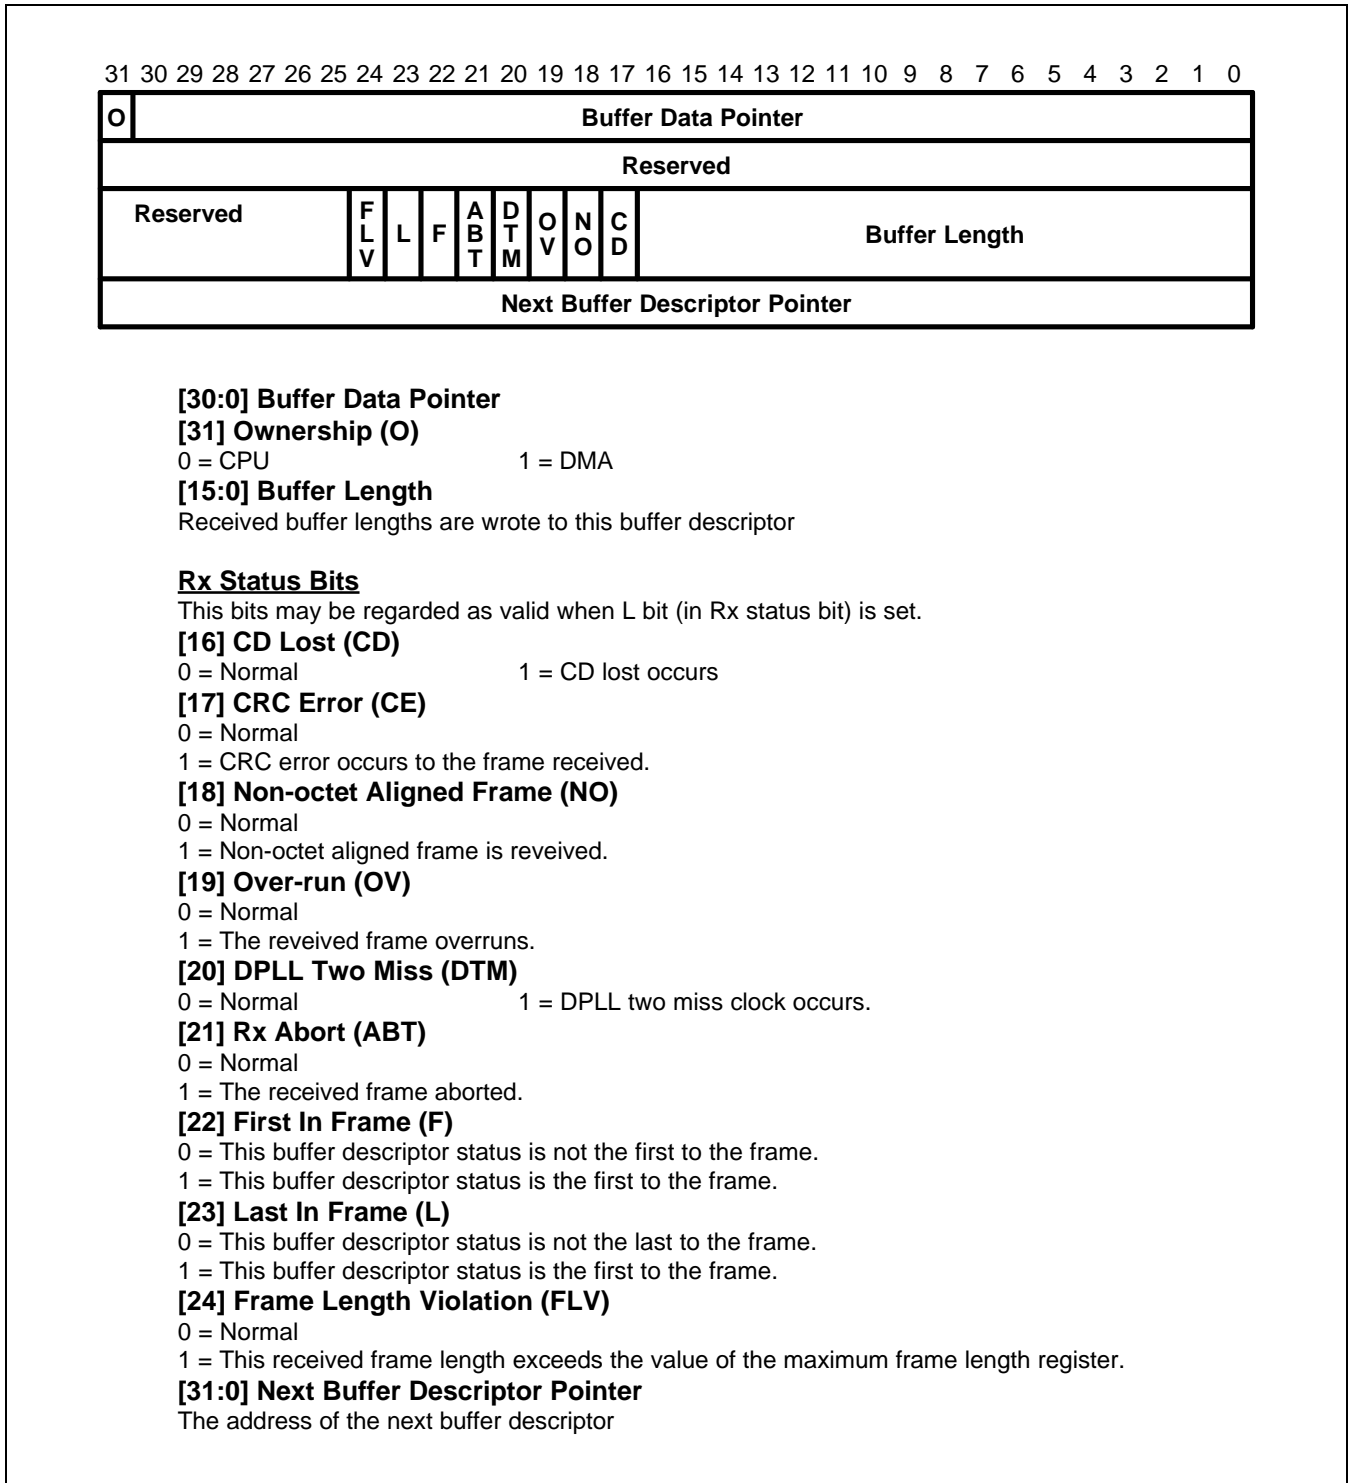 31 30 29 28 27 26 25 24 23 22 21 20 19 18 17 16 15 14 13 12 11 10 9 8 7 6 5 4 3 2 1 0
O Buffer Data Pointer
Reserved
Reserved FLV L F ABT DTM OV NO CD Buffer Length
Next Buffer Descriptor Pointer
[30:0] Buffer Data Pointer
[31] Ownership (O)
0 = CPU 1 = DMA
[15:0] Buffer Length
Received buffer lengths are wrote to this buffer descriptor
Rx Status Bits
This bits may be regarded as valid when L bit (in Rx status bit) is set.
[16] CD Lost (CD)
0 = Normal 1 = CD lost occurs
[17] CRC Error (CE)
0 = Normal
1 = CRC error occurs to the frame received.
[18] Non-octet Aligned Frame (NO)
0 = Normal
1 = Non-octet aligned frame is reveived.
[19] Over-run (OV)
0 = Normal
1 = The reveived frame overruns.
[20] DPLL Two Miss (DTM)
0 = Normal 1 = DPLL two miss clock occurs.
[21] Rx Abort (ABT)
0 = Normal
1 = The received frame aborted.
[22] First In Frame (F)
0 = This buffer descriptor status is not the first to the frame.
1 = This buffer descriptor status is the first to the frame.
[23] Last In Frame (L)
0 = This buffer descriptor status is not the last to the frame.
1 = This buffer descriptor status is the first to the frame.
[24] Frame Length Violation (FLV)
0 = Normal
1 = This received frame length exceeds the value of the maximum frame length register.
[31:0] Next Buffer Descriptor Pointer
The address of the next buffer descriptor